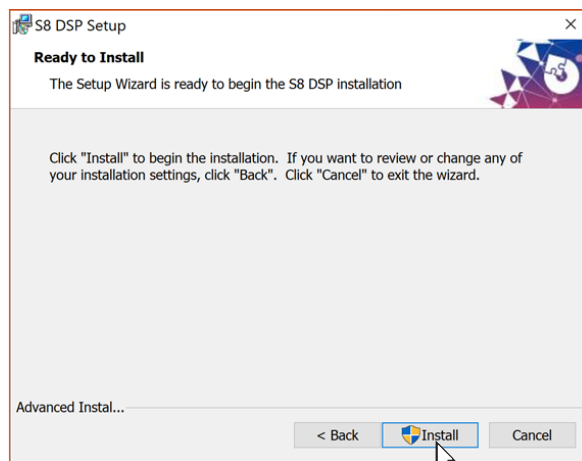 S8 DSP Setup
Ready to Install
The Setup Wizard is ready to begin the S8 DSP installation
Click "Install" to begin the installation.  If you want to review or change any of
your installation settings, click "Back".  Click "Cancel" to exit the wizard.
Advanced Instal...
< Back
Install
Cancel